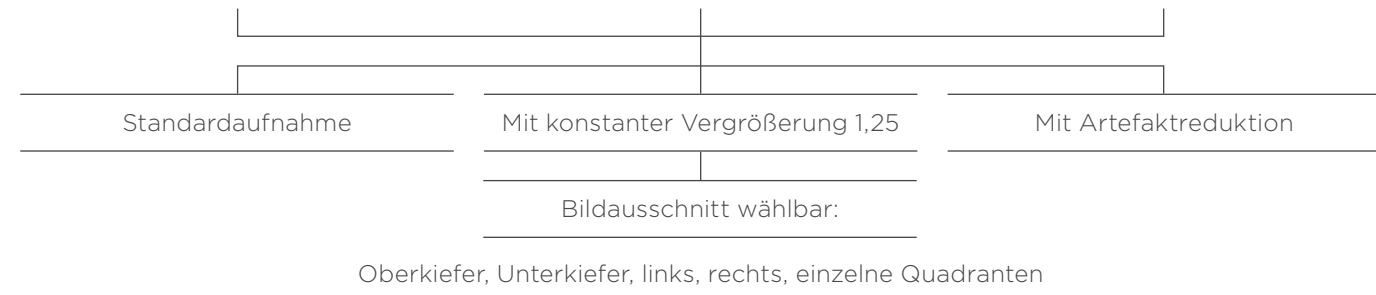 Standardaufnahme
Mit konstanter Vergrößerung 1,25
Mit Artefaktreduktion
Bildausschnitt wählbar:
Oberkiefer, Unterkiefer, links, rechts, einzelne Quadranten